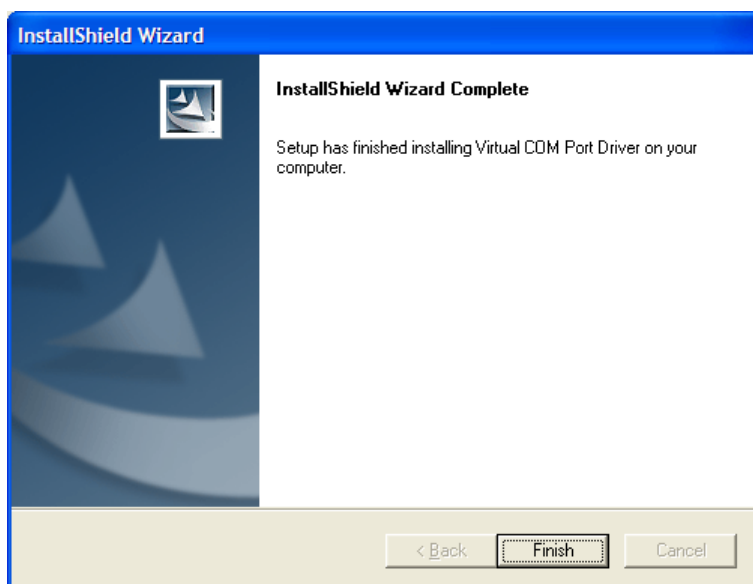 InstallShield Wizard
InstallShield Wizard Complete
Setup has finished installing Virtual COM Port Driver on your
computer.
< Back
Finish
Cancel